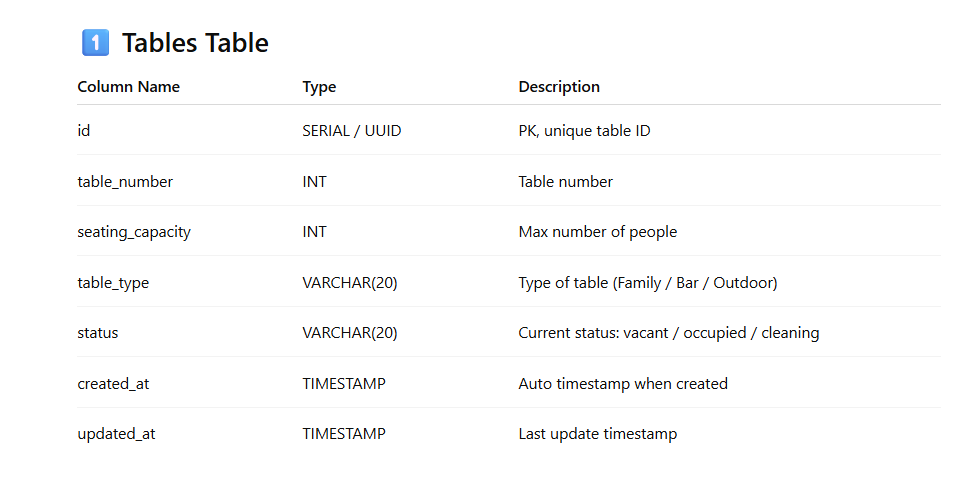 1 Tables Table
Column Name Type Description
id SERIAL / UUID PK, unique table ID
table_number INT Table number
seating_capacity INT Max number of people
table_type VARCHAR(20) Type of table (Family / Bar / Outdoor)
status VARCHAR(20) Current status: vacant / occupied / cleaning
created_at TIMESTAMP Auto timestamp when created
updated_at TIMESTAMP Last update timestamp